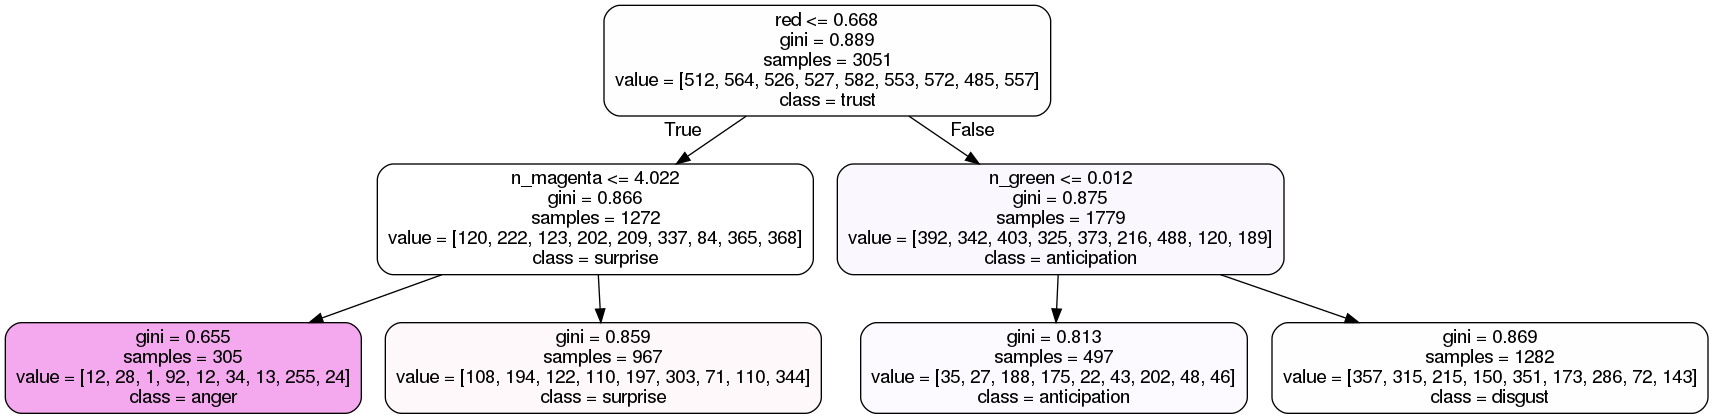 red <= 0.668
gini = 0.889
samples = 3051
value = [512, 564, 526, 527, 582, 553, 572, 485, 557]
class = trust
True
False
n_magenta <= 4.022
gini = 0.866
samples = 1272
value = [120, 222, 123, 202, 209, 337, 84, 365, 368]
class = surprise
n_green <= 0.012
gini = 0.875
samples = 1779
value = [392, 342, 403, 325, 373, 216, 488, 120, 189]
class = anticipation
gini = 0.655
samples = 305
value = [12, 28, 1, 92, 12, 34, 13, 255, 24]
class = anger
gini = 0.859
samples = 967
value = [108, 194, 122, 110, 197, 303, 71, 110, 344]
class = surprise
gini = 0.813
samples = 497
value = [35, 27, 188, 175, 22, 43, 202, 48, 46]
class = anticipation
gini = 0.869
samples = 1282
value = [357, 315, 215, 150, 351, 173, 286, 72, 143]
class = disgust